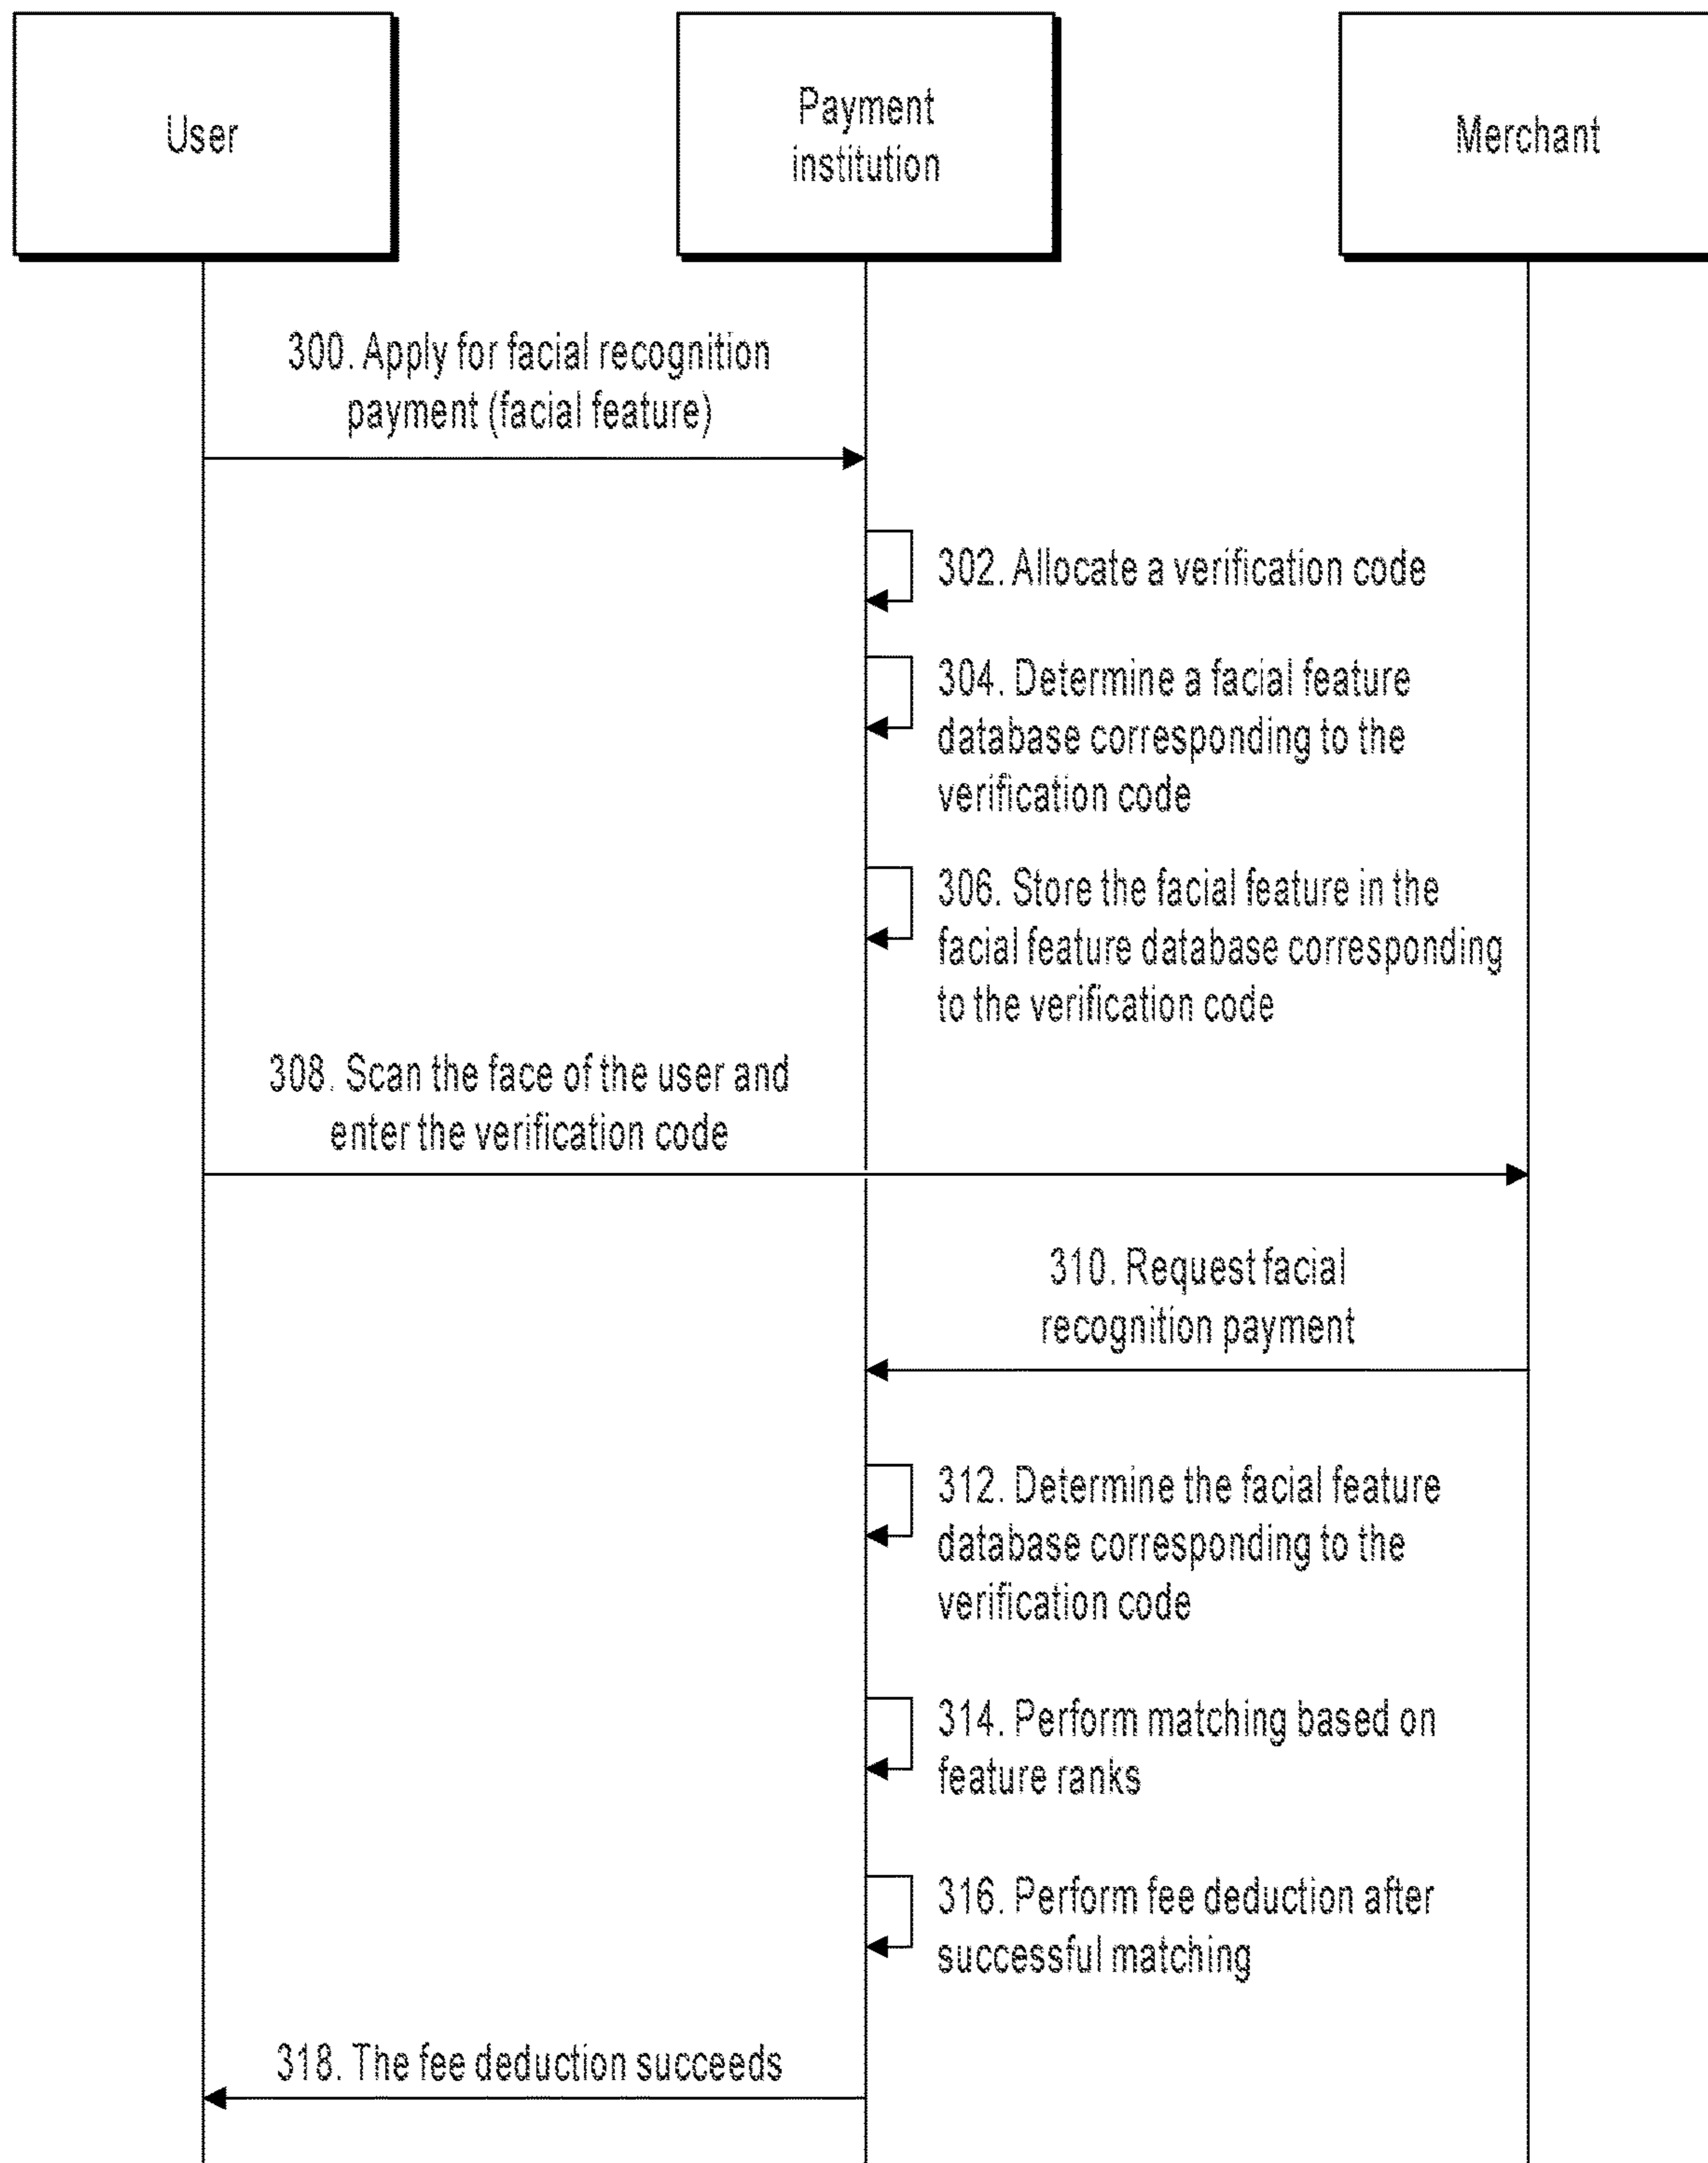 User
Payment
institution
Merchant
300. Apply for facial recognition
payment (facial feature)
302. Allocate a verification code
304. Determine a facial feature
database corresponding to the
verification code
306. Store the facial feature in the
facial feature database corresponding
to the verification code
308. Scan the face of the user and
enter the verification code
310. Request facial
recognition payment
312. Determine the facial feature
database corresponding to the
verification code
314. Perform matching based on
feature ranks
316. Perform fee deduction after
successful matching
318. The fee deduction succeeds